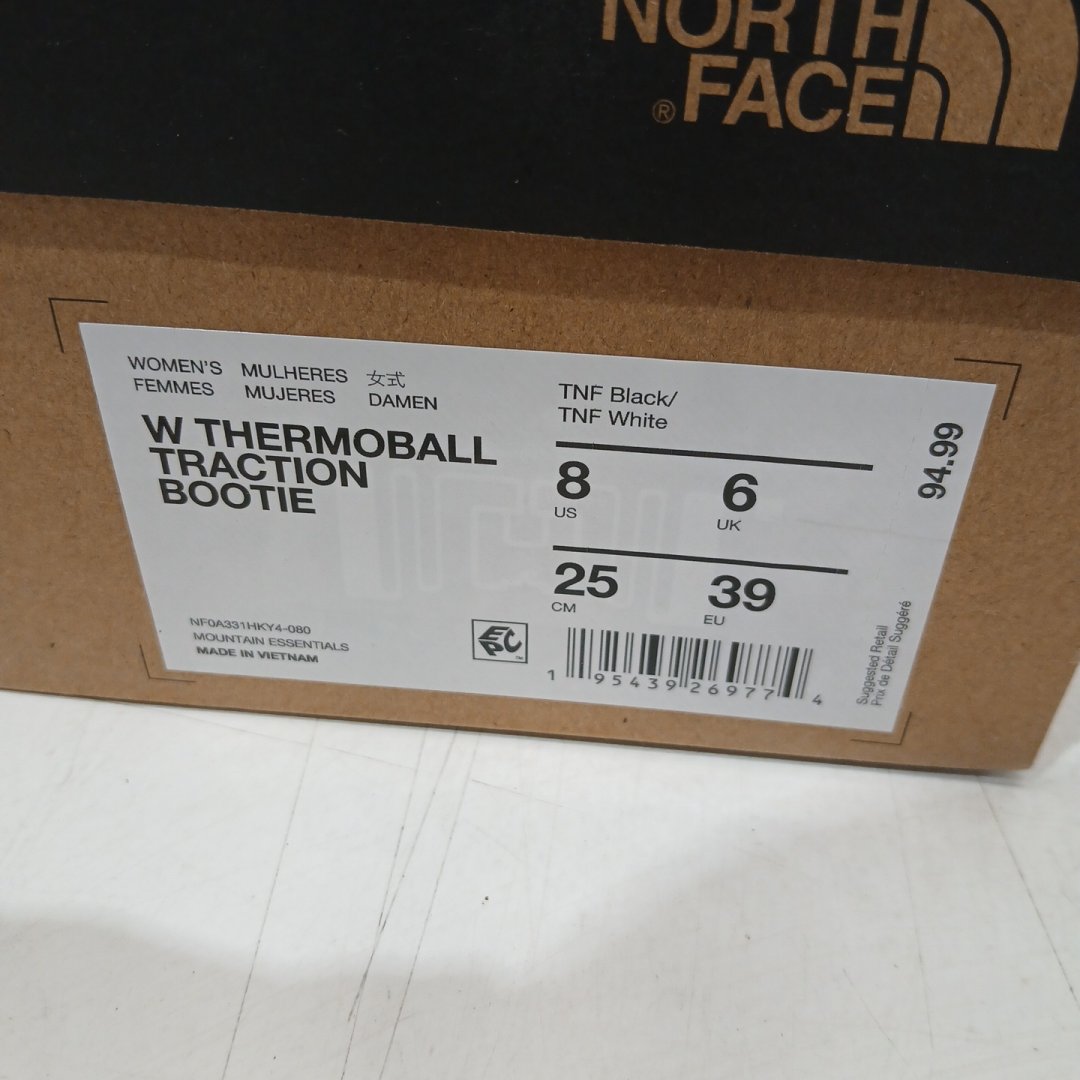 NORTH
® FACE
WOMEN'S MULHERES 女式
FEMMES MUJERES DAMEN
W THERMOBALL
TRACTION
BOOTIE
NF0A331HKY4-080
MOUNTAIN ESSENTIALS
MADE IN VIETNAM
TNF Black/
TNF White
8 6
US UK
25 39
CM EU
EPC ™
1 95439 26977 4
94.99
Suggested Retail
Prix de Détail Suggéré